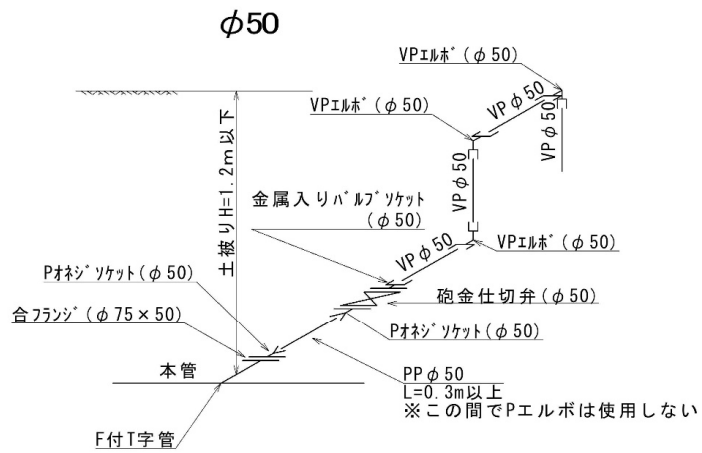 φ50
VPｴﾙﾎﾞ(φ50)
VPφ50
VPｴﾙﾎﾞ(φ50)
VPφ50
土被りH=1.2m以下
VPφ50
金属入りﾊﾞﾙﾌﾞｿｹｯﾄ
(φ50)
VPφ50
VPｴﾙﾎﾞ(φ50)
Pｵﾈｼﾞｿｹｯﾄ(φ50)
砲金仕切弁(φ50)
合ﾌﾗﾝｼﾞ(φ75×50)
Pｵﾈｼﾞｿｹｯﾄ(φ50)
本管
PPφ50
L=0.3m以上
※この間でPエルボは使用しない
F付T字管